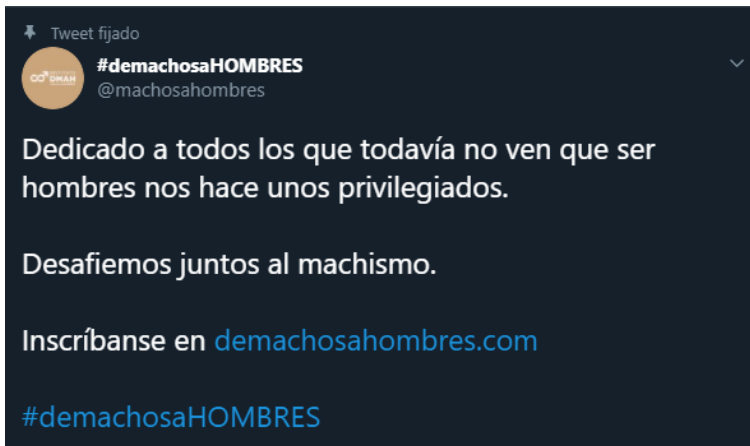 Tweet fijado
#demachosaHOMBRES
@machosahombres
DMAH
Dedicado a todos los que todavía no ven que ser
hombres nos hace unos privilegiados.
Desafiemos juntos al machismo.
Inscríbanse en demachosahombres.com
#demachosaHOMBRES